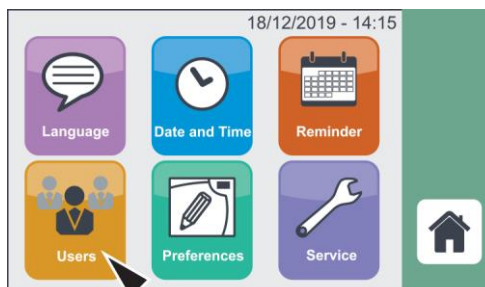 18/12/2019 - 14:15
Language
Date and Time
Reminder
Users
Preferences
Service